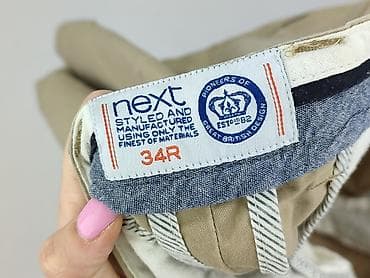 next
STYLED AND
MANUFACTURED
USING ONLY THE
FINEST OF MATERIALS
34R
PIONEERS OF
ESTD 1982
GREAT BRITISH DESIGN